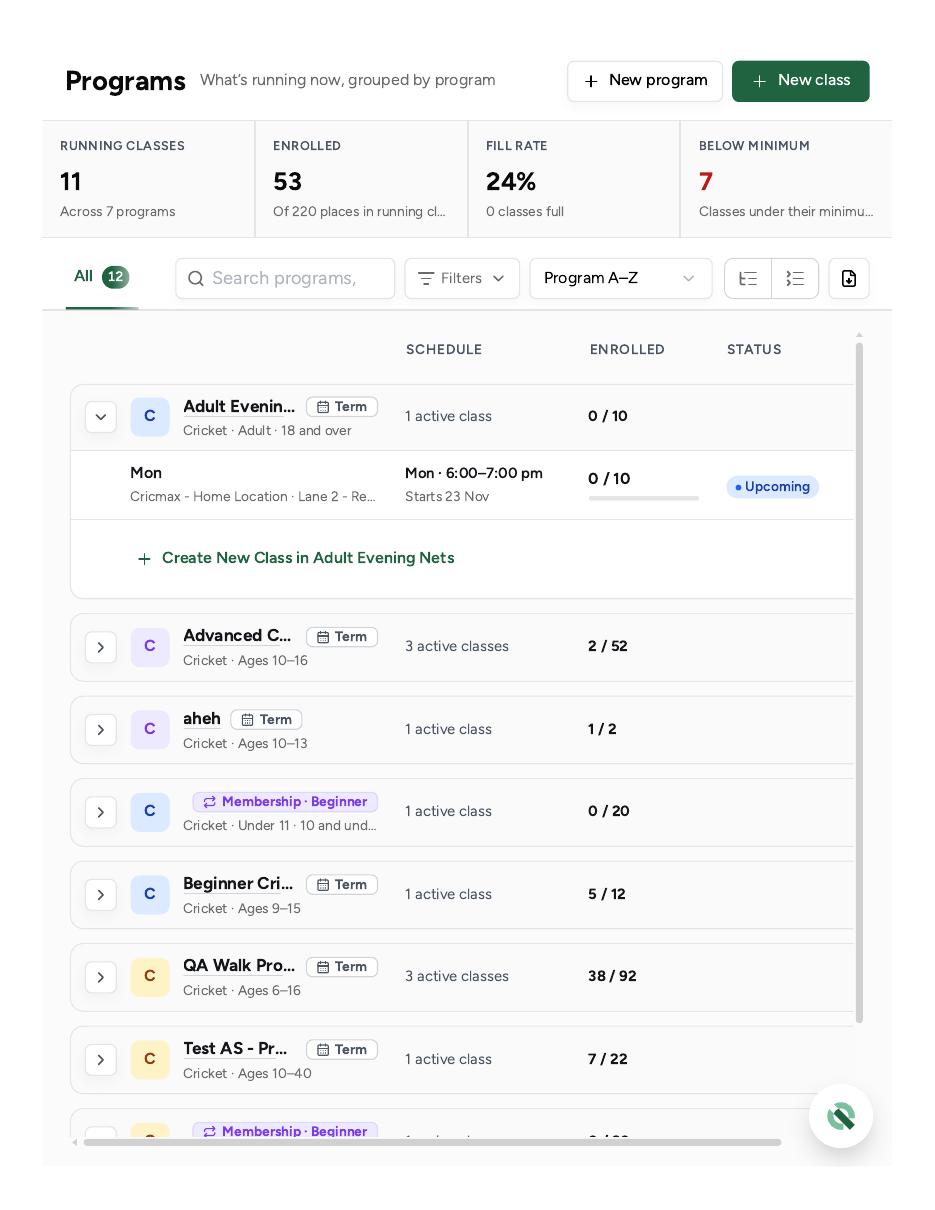 Programs What's running now, grouped by program + New program + New class
RUNNING CLASSES ENROLLED FILL RATE BELOW MINIMUM
11 53 24% 7
Across 7 programs Of 220 places in running cl... 0 classes full Classes under their minimu...
All 12 Search programs, Filters Program A–Z
SCHEDULE ENROLLED STATUS
C Adult Evenin... Term 1 active class 0 / 10
Cricket · Adult · 18 and over
Mon Mon · 6:00–7:00 pm 0 / 10 Upcoming
Cricmax - Home Location · Lane 2 - Re... Starts 23 Nov
+ Create New Class in Adult Evening Nets
C Advanced C... Term 3 active classes 2 / 52
Cricket · Ages 10–16
C aheh Term 1 active class 1 / 2
Cricket · Ages 10–13
C Membership · Beginner 1 active class 0 / 20
Cricket · Under 11 · 10 and und...
C Beginner Cri... Term 1 active class 5 / 12
Cricket · Ages 9–15
C QA Walk Pro... Term 3 active classes 38 / 92
Cricket · Ages 6–16
C Test AS - Pr... Term 1 active class 7 / 22
Cricket · Ages 10–40
Membership · Beginner